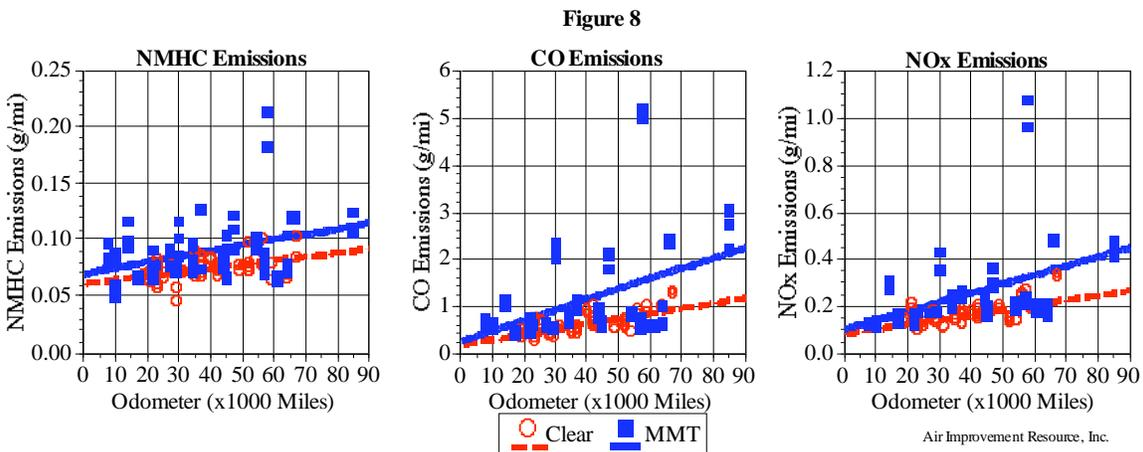 Figure 8
NMHC Emissions
NMHC Emissions (g/mi)
0.25
0.20
0.15
0.10
0.05
0.00
0 10 20 30 40 50 60 70 80 90
Odometer (x1000 Miles)
CO Emissions
CO Emissions (g/mi)
6
5
4
3
2
1
0
0 10 20 30 40 50 60 70 80 90
Odometer (x1000 Miles)
NOx Emissions
NOx Emissions (g/mi)
1.2
1.0
0.8
0.6
0.4
0.2
0.0
0 10 20 30 40 50 60 70 80 90
Odometer (x1000 Miles)
Clear MMT
Air Improvement Resource, Inc.